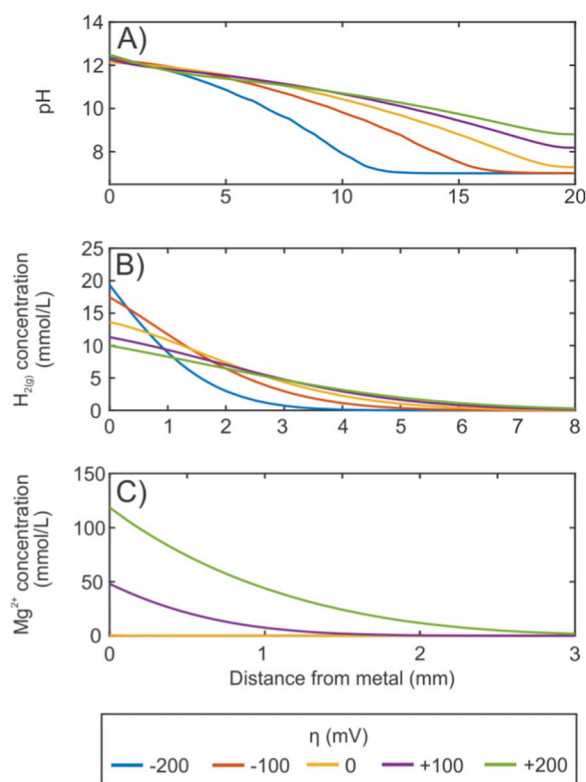 A)
14
12
10
8
pH
0 5 10 15 20
B)
25
20
15
10
5
0
H2(g) concentration
(mmol/L)
0 1 2 3 4 5 6 7 8
C)
150
100
50
0
Mg2+ concentration
(mmol/L)
0 1 2 3
Distance from metal (mm)
η (mV)
-200 -100 0 +100 +200